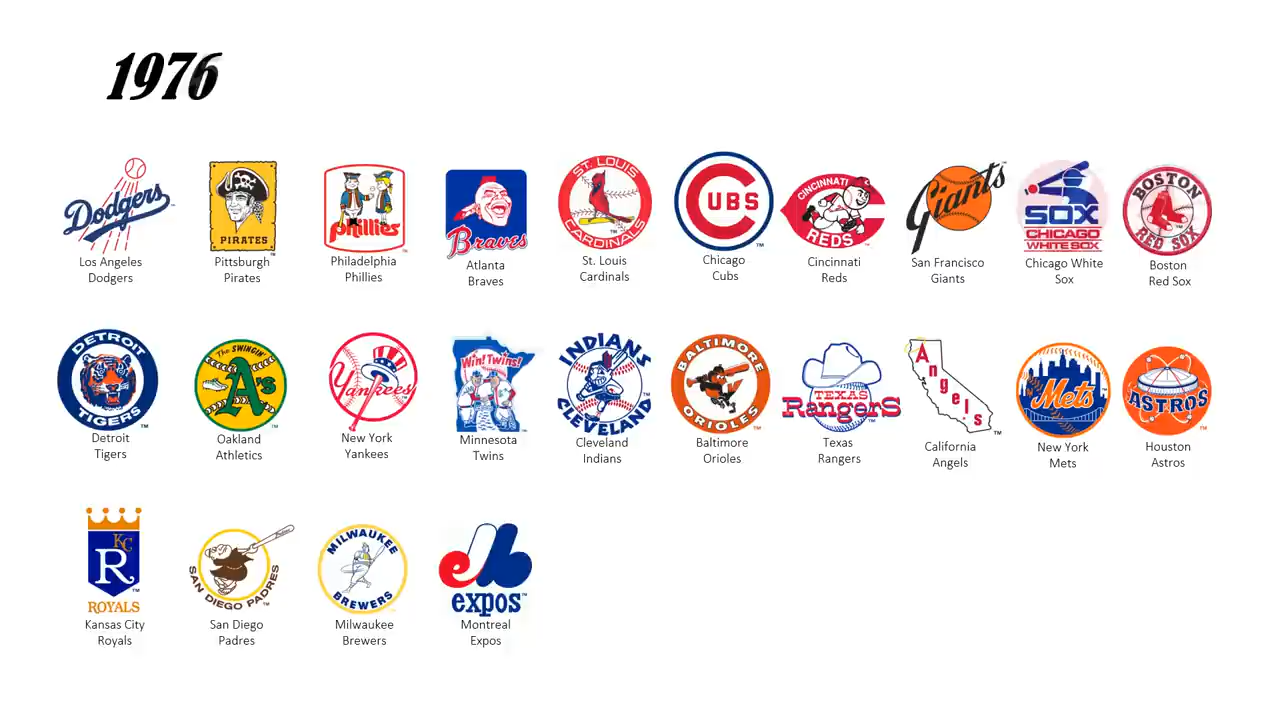 1976
Dodgers
PIRATES
Phillies
Braves
ST. LOUIS
CARDINALS
CUBS
CINCINNATI
REDS
Giants
SOX
CHICAGO
WHITE SOX
BOSTON
RED SOX
Los Angeles
Dodgers
Pittsburgh
Pirates
Philadelphia
Phillies
Atlanta
Braves
St. Louis
Cardinals
Chicago
Cubs
Cincinnati
Reds
San Francisco
Giants
Chicago White
Sox
Boston
Red Sox
DETROIT
TIGERS
The SWINGIN'
A's
Yankees
Win! Twins!
INDIANS
CLEVELAND
BALTIMORE
ORIOLES
TEXAS
RangerS
Angels
Mets
ASTROS
Detroit
Tigers
Oakland
Athletics
New York
Yankees
Minnesota
Twins
Cleveland
Indians
Baltimore
Orioles
Texas
Rangers
California
Angels
New York
Mets
Houston
Astros
KC
R
ROYALS
SAN DIEGO PADRES
MILWAUKEE
BREWERS
expos
Kansas City
Royals
San Diego
Padres
Milwaukee
Brewers
Montreal
Expos